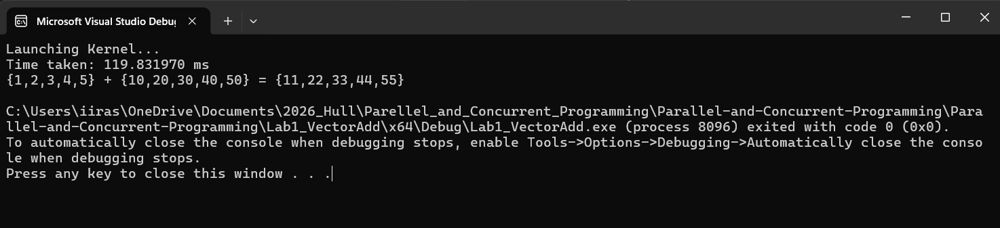 Microsoft Visual Studio Debu
Launching Kernel...
Time taken: 119.831970 ms
{1,2,3,4,5} + {10,20,30,40,50} = {11,22,33,44,55}
C:\Users\iiras\OneDrive\Documents\2026_Hull\Parellel_and_Concurrent_Programming\Parallel-and-Concurrent-Programming\Para
llel-and-Concurrent-Programming\Lab1_VectorAdd\x64\Debug\Lab1_VectorAdd.exe (process 8096) exited with code 0 (0x0).
To automatically close the console when debugging stops, enable Tools->Options->Debugging->Automatically close the conso
le when debugging stops.
Press any key to close this window . . .